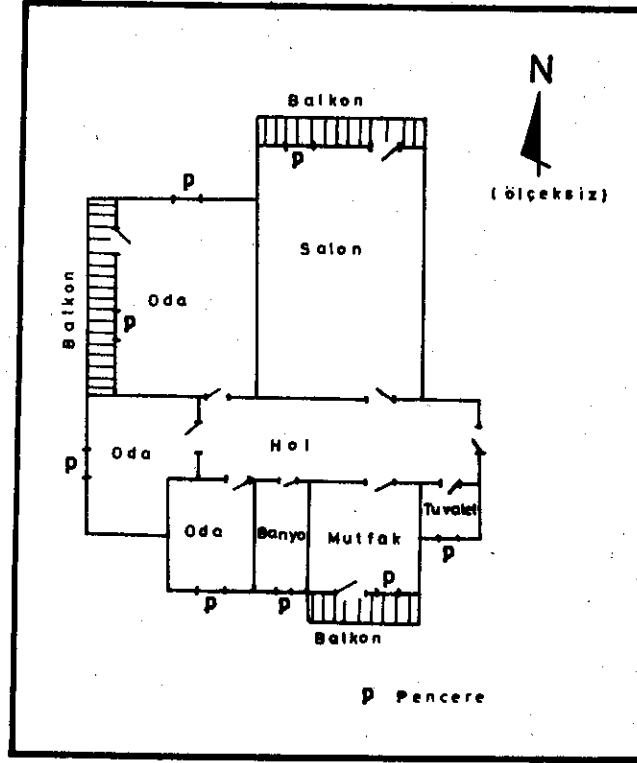 N
(ölçeksiz)
Balkon
P
P
Salon
Balkon
Oda
P
Oda
P
Hol
Oda
Banyo
Mutfak
Tuvalet
P
P
P
P
Balkon
P Pencere